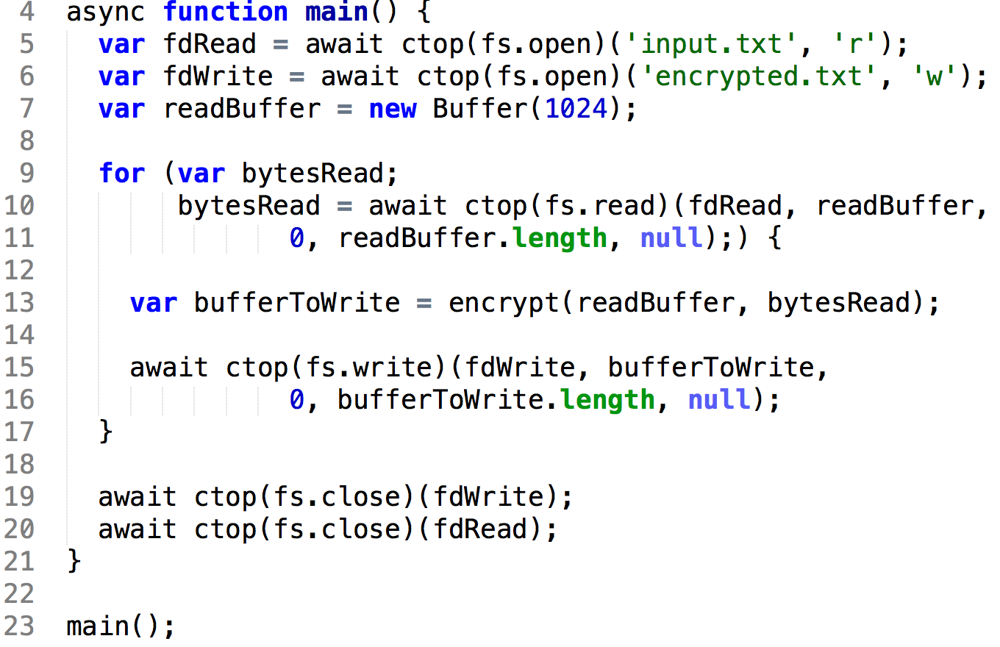 4 async function main() {
5 var fdRead = await ctop(fs.open)('input.txt', 'r');
6 var fdWrite = await ctop(fs.open)('encrypted.txt', 'w');
7 var readBuffer = new Buffer(1024);
8
9 for (var bytesRead;
10 bytesRead = await ctop(fs.read)(fdRead, readBuffer,
11 0, readBuffer.length, null);) {
12
13 var bufferToWrite = encrypt(readBuffer, bytesRead);
14
15 await ctop(fs.write)(fdWrite, bufferToWrite,
16 0, bufferToWrite.length, null);
17 }
18
19 await ctop(fs.close)(fdWrite);
20 await ctop(fs.close)(fdRead);
21 }
22
23 main();